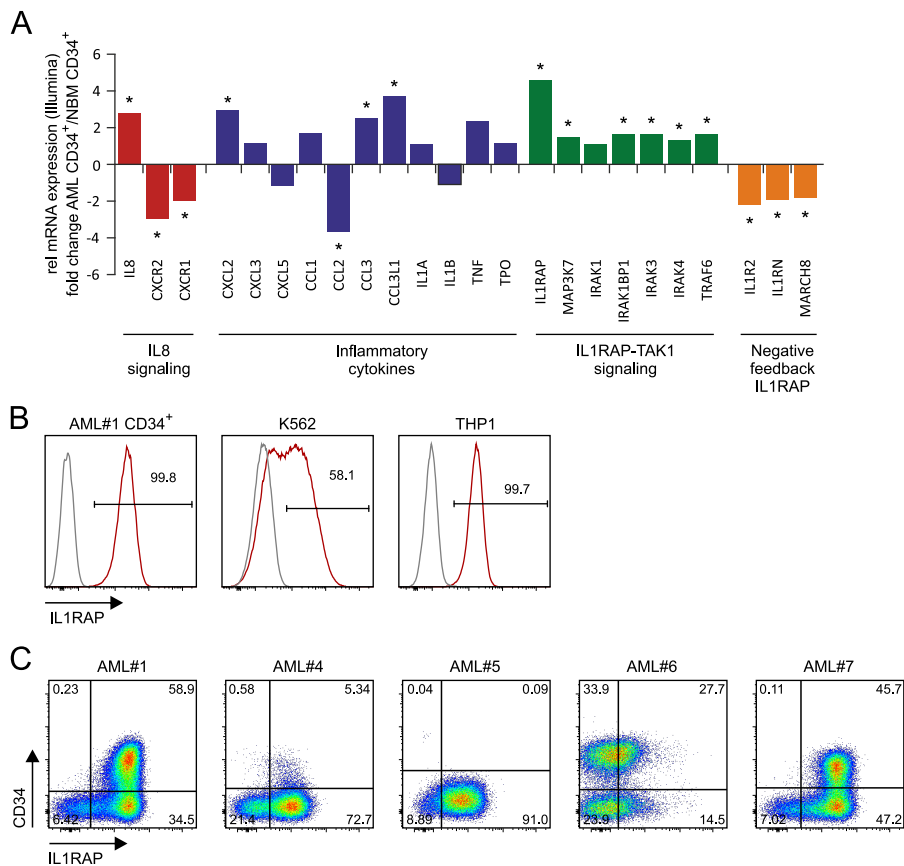 A
rel mRNA expression (Illumina)
fold change AML CD34+/NBM CD34+
6
4
2
0
-2
-4
-6
* * * * * * * * * * * * * * * *
IL8
CXCR2
CXCR1
CXCL2
CXCL3
CXCL5
CCL1
CCL2
CCL3
CCL3L1
IL1A
IL1B
TNF
TPO
IL1RAP
MAP3K7
IRAK1
IRAK1BP1
IRAK3
IRAK4
TRAF6
IL1R2
IL1RN
MARCH8
IL8
signaling
Inflammatory
cytokines
IL1RAP-TAK1
signaling
Negative
feedback
IL1RAP
B
AML#1 CD34+
K562
THP1
99.8
58.1
99.7
IL1RAP
C
AML#1
AML#4
AML#5
AML#6
AML#7
0.23 58.9
0.58 5.34
0.04 0.09
33.9 27.7
0.11 45.7
CD34
6.42 34.5
21.4 72.7
8.89 91.0
23.9 14.5
7.02 47.2
IL1RAP